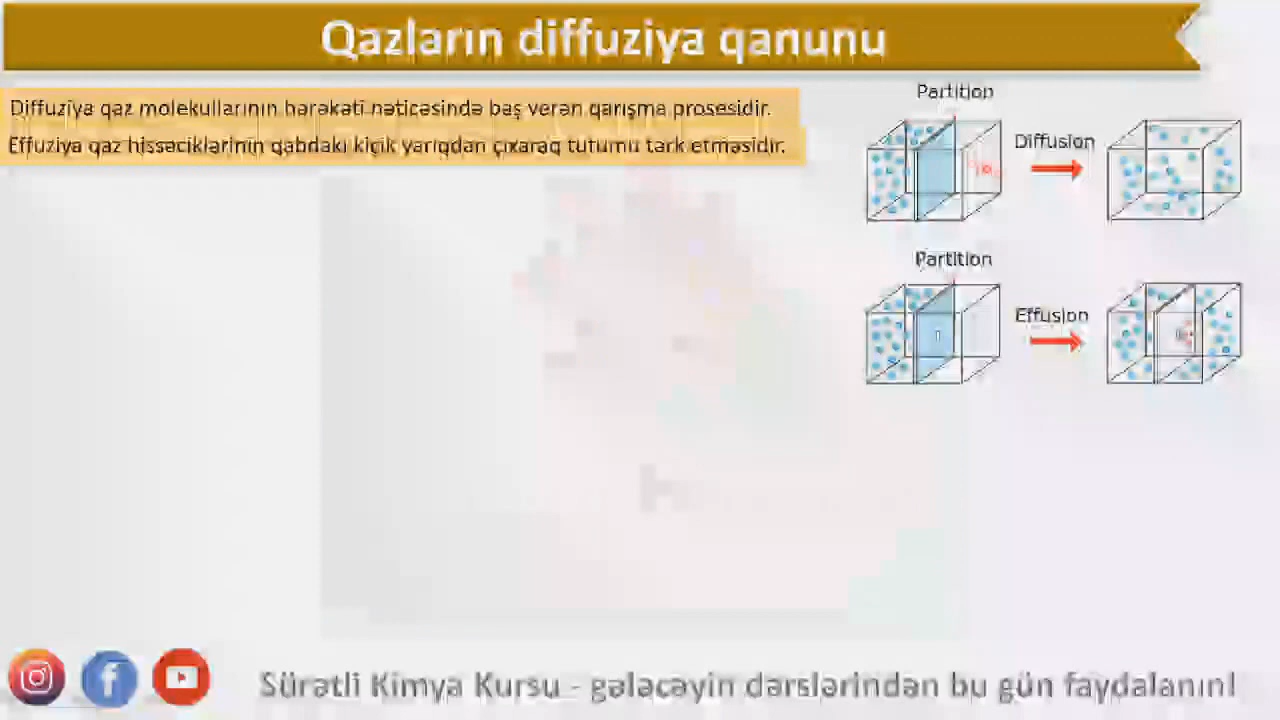 Qazların diffuziya qanunu
Diffuziya qaz molekullarının hərəkəti nəticəsində baş verən qarışma prosesidir.
Effuziya qaz hissəciklərinin qabdakı kiçik yarıqdan çıxaraq tutumu tərk etməsidir.
Partition
Diffusion
Partition
Effusion
Sürətli Kimya Kursu - gələcəyin dərslərindən bu gün faydalanın!